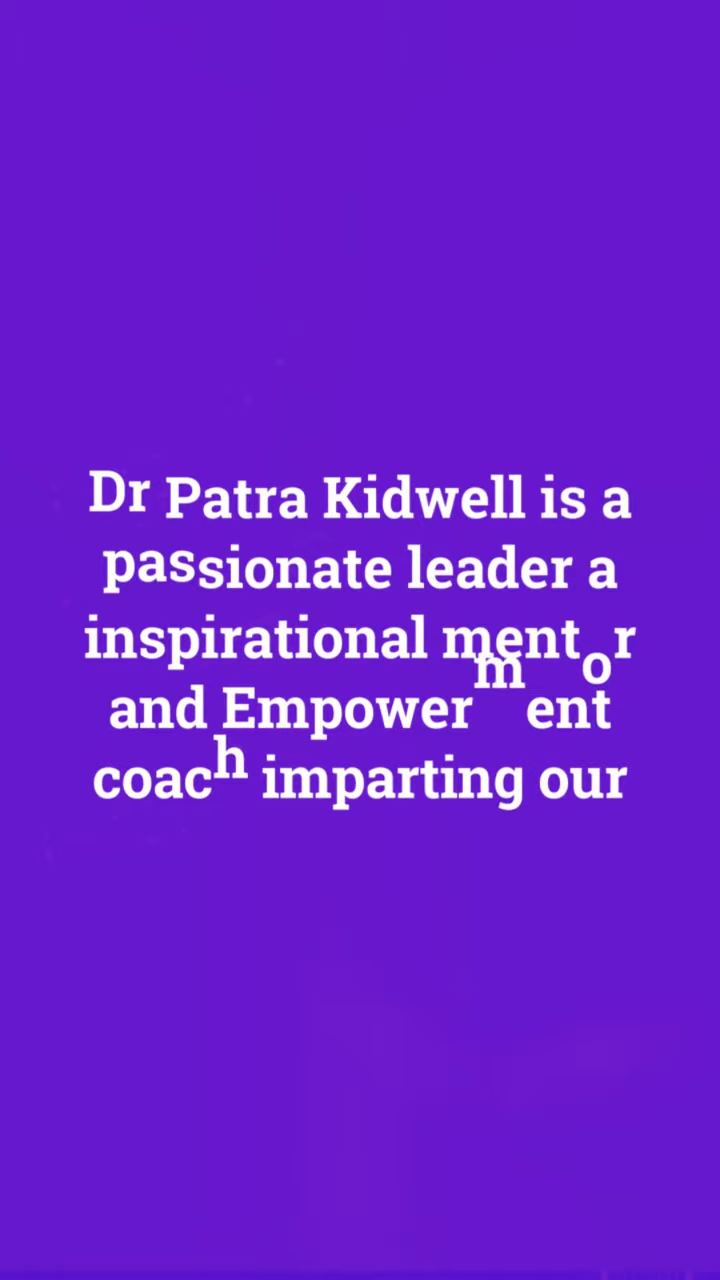 Dr Patra Kidwell is a
passionate leader a
inspirational mentor
and Empowerment
coach imparting our